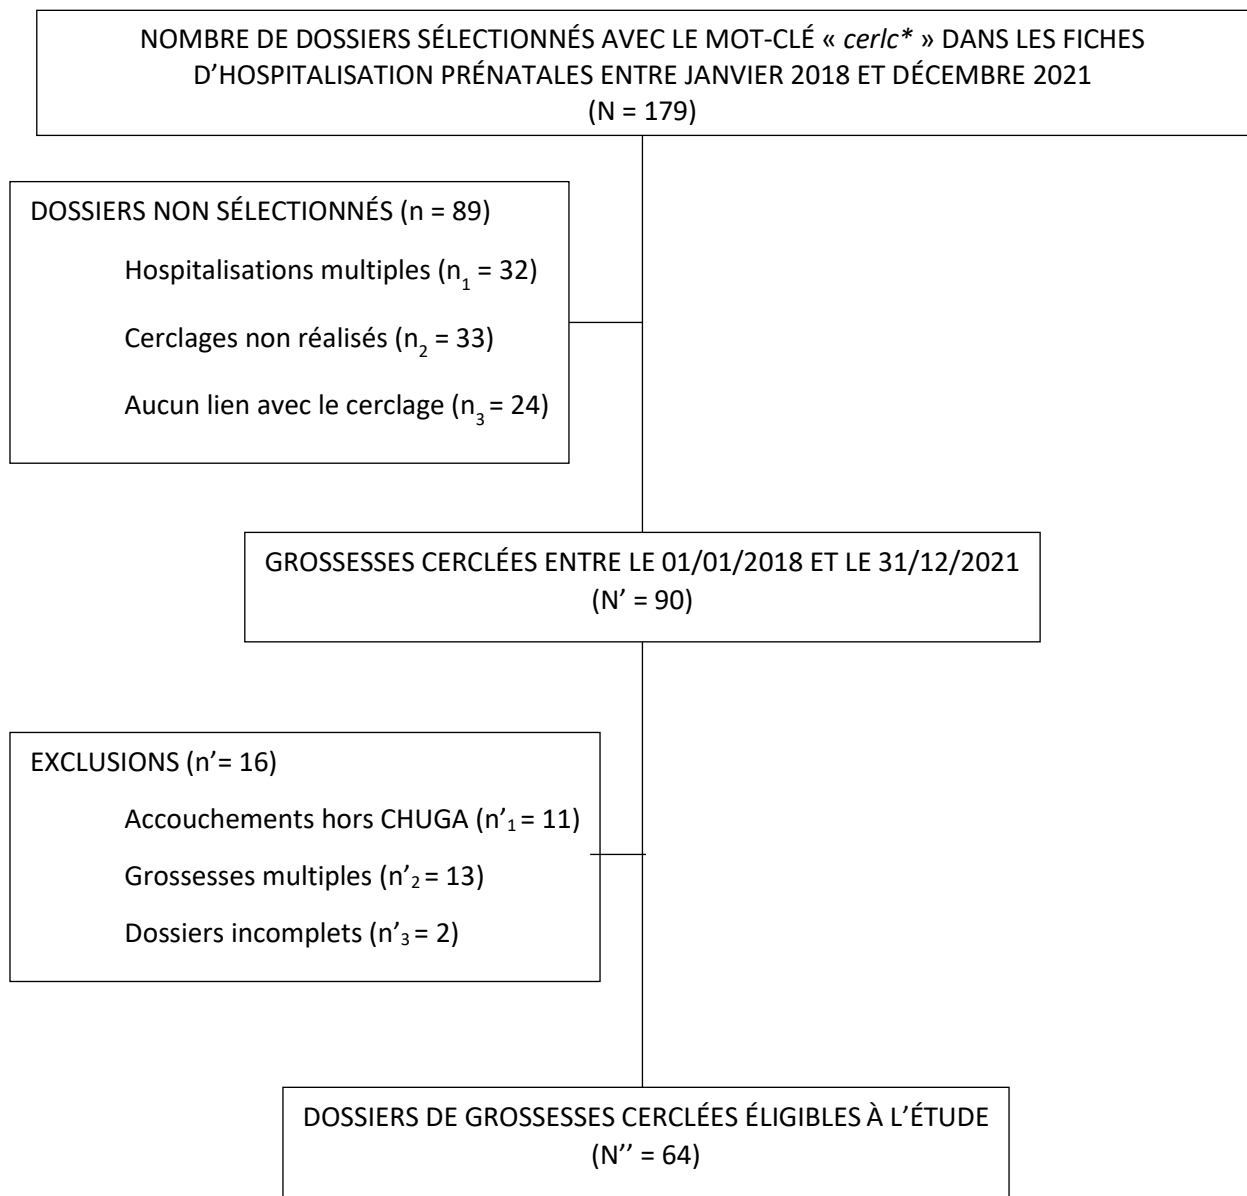 NOMBRE DE DOSSIERS SÉLECTIONNÉS AVEC LE MOT-CLÉ « cerlc* » DANS LES FICHES
D’HOSPITALISATION PRÉNATALES ENTRE JANVIER 2018 ET DÉCEMBRE 2021
(N = 179)
DOSSIERS NON SÉLECTIONNÉS (n = 89)
Hospitalisations multiples (n₁ = 32)
Cerclages non réalisés (n₂ = 33)
Aucun lien avec le cerclage (n₃ = 24)
GROSSESSES CERCLÉES ENTRE LE 01/01/2018 ET LE 31/12/2021
(N’ = 90)
EXCLUSIONS (n’= 16)
Accouchements hors CHUGA (n’₁ = 11)
Grossesses multiples (n’₂ = 13)
Dossiers incomplets (n’₃ = 2)
DOSSIERS DE GROSSESSES CERCLÉES ÉLIGIBLES À L’ÉTUDE
(N’’ = 64)